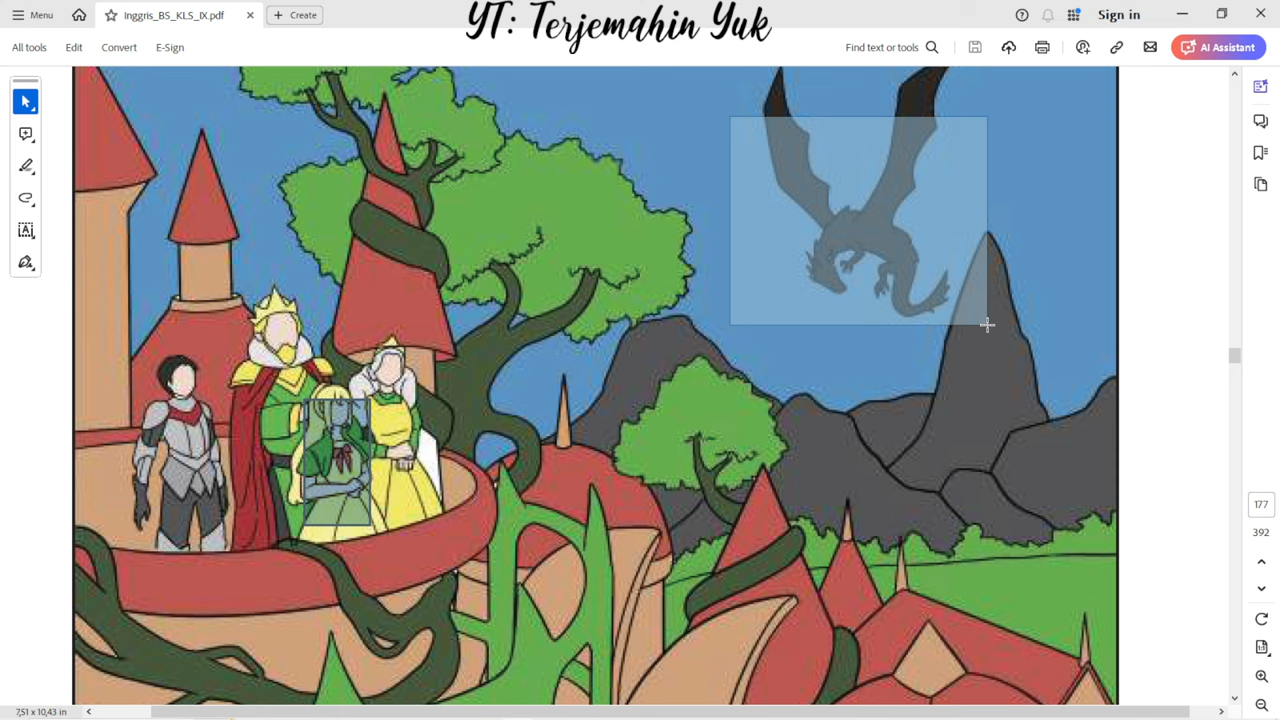 Menu
Inggris_BS_KLS_IX.pdf
Create
YT: Terjemahin Yuk
Sign in
All tools
Edit
Convert
E-Sign
Find text or tools
AI Assistant
177
392
7,51 x 10,43 in